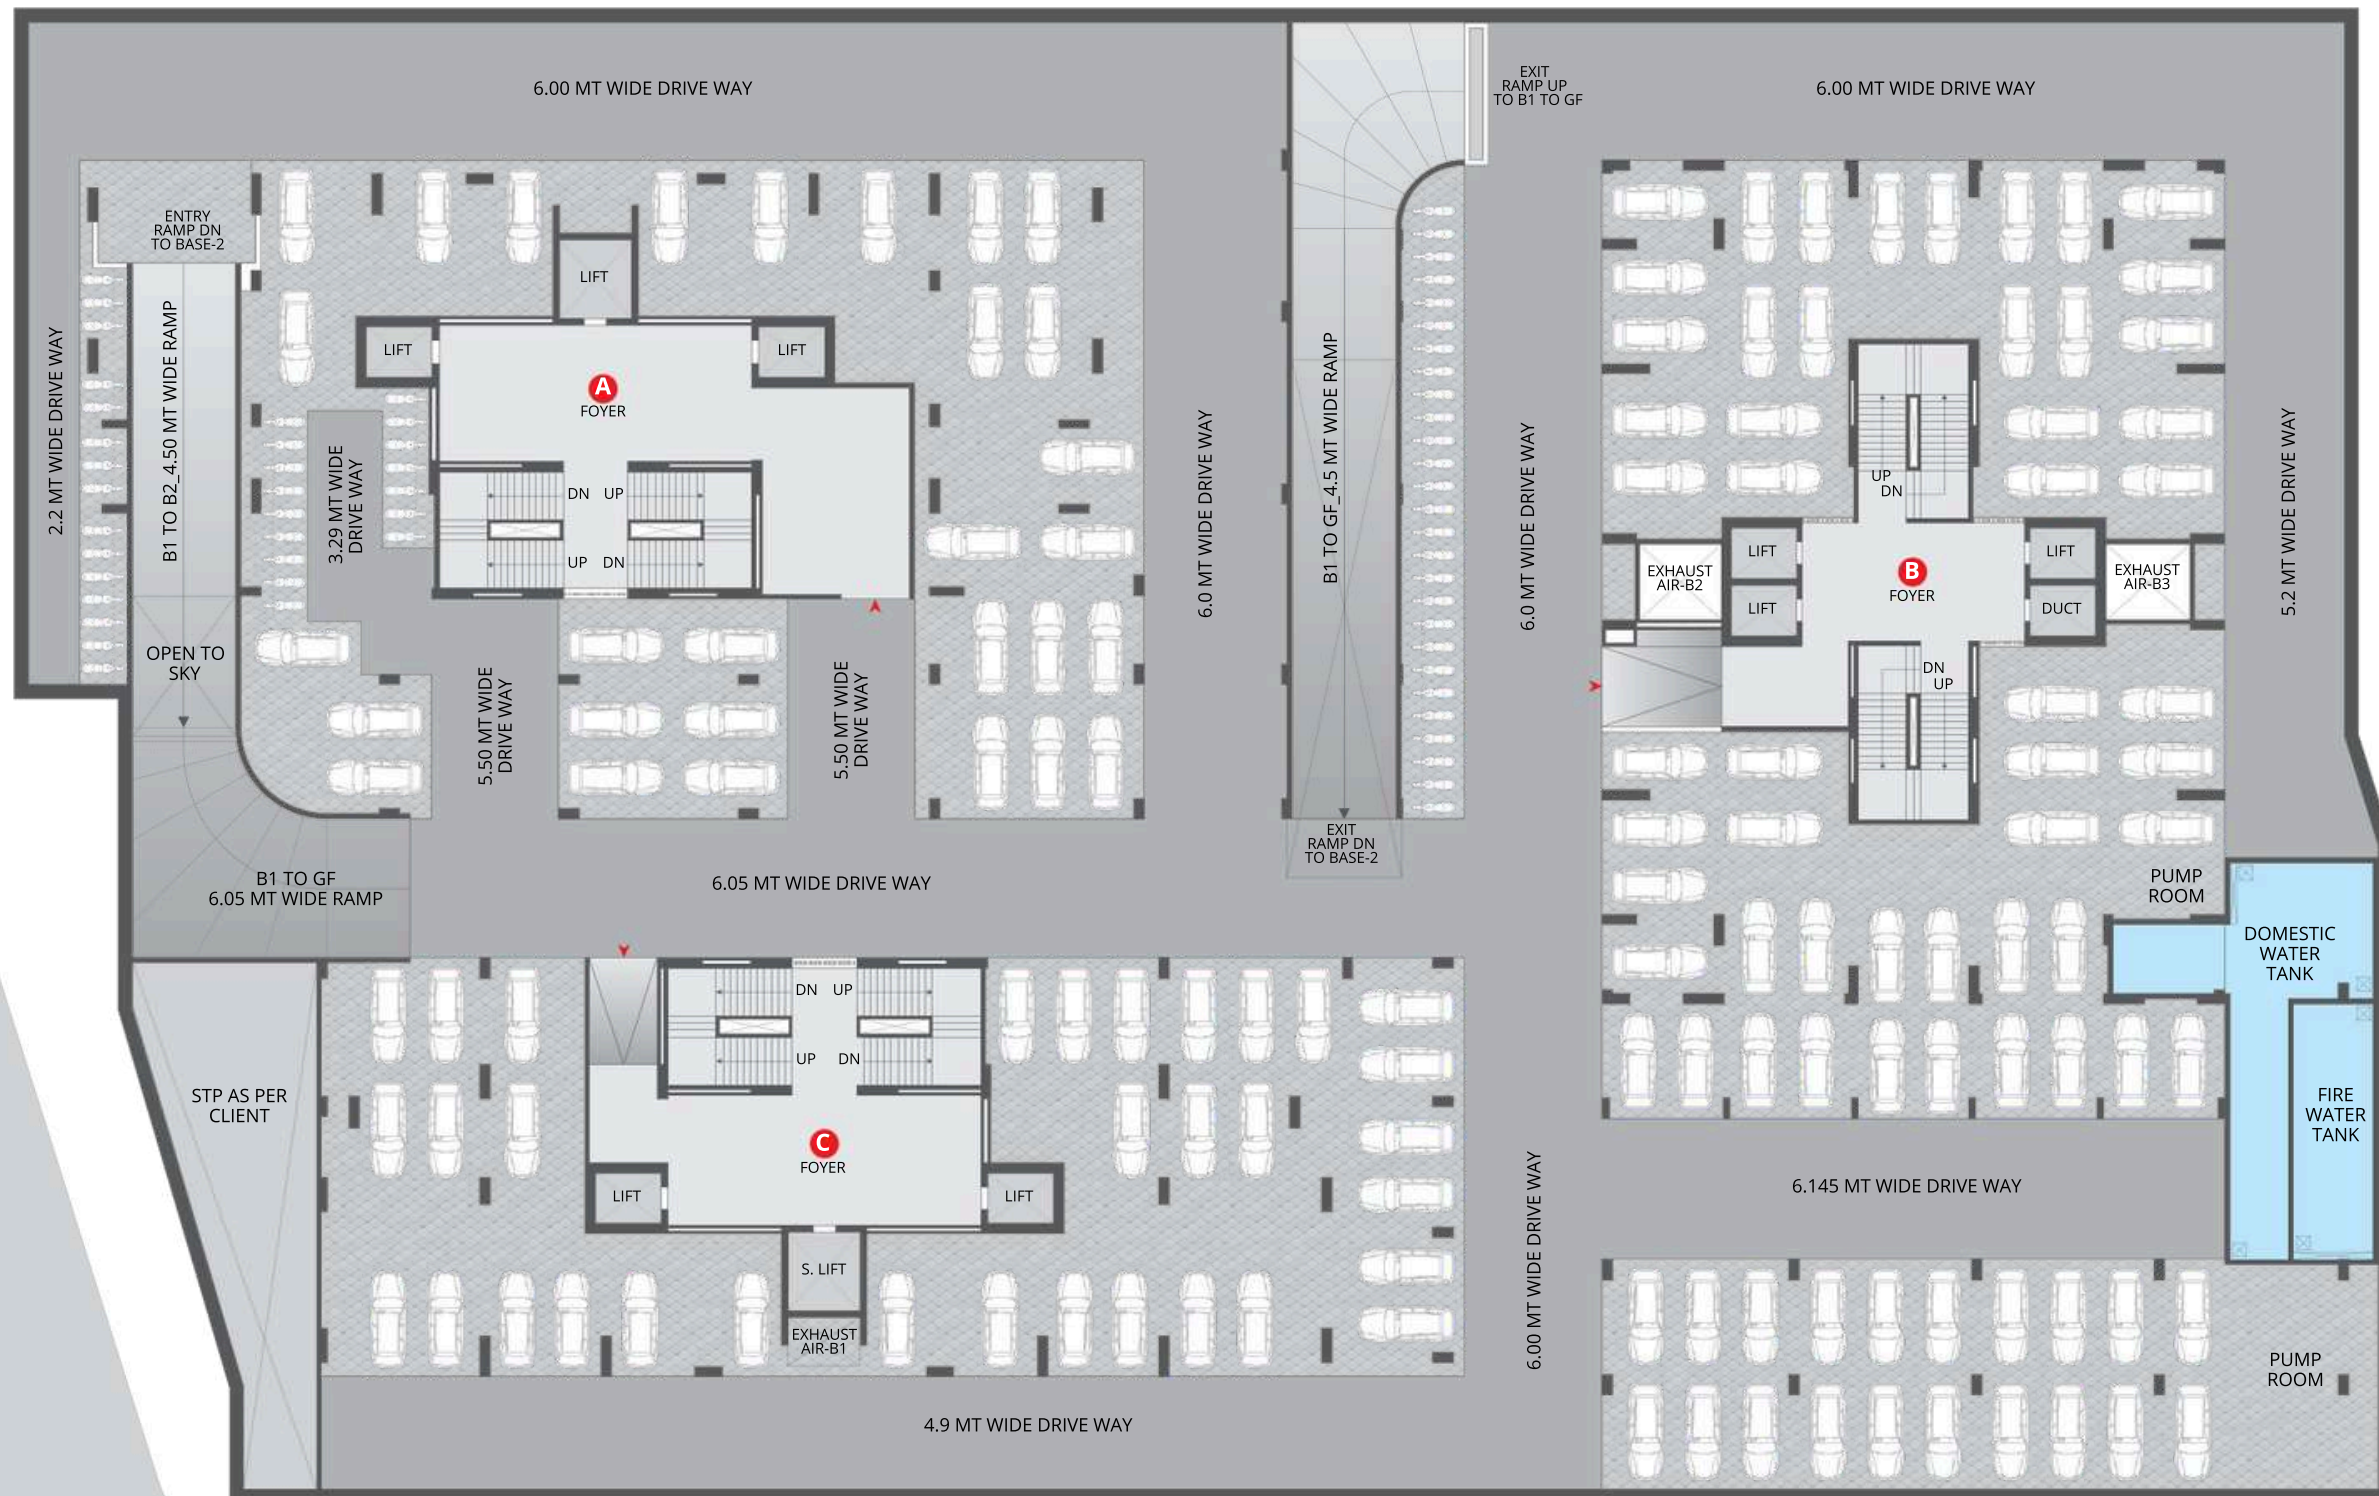 6.00 MT WIDE DRIVE WAY
EXIT
RAMP UP
TO B1 TO GF
6.00 MT WIDE DRIVE WAY
ENTRY
RAMP DN
TO BASE-2
LIFT
LIFT
LIFT
A
FOYER
2.2 MT WIDE DRIVE WAY
B1 TO B2_4.50 MT WIDE RAMP
3.29 MT WIDE
DRIVE WAY
DN UP
UP DN
6.0 MT WIDE DRIVE WAY
B1 TO GF_4.5 MT WIDE RAMP
6.0 MT WIDE DRIVE WAY
UP
DN
LIFT
LIFT
EXHAUST
AIR-B2
B
FOYER
LIFT
DUCT
EXHAUST
AIR-B3
5.2 MT WIDE DRIVE WAY
DN
UP
OPEN TO
SKY
5.50 MT WIDE
DRIVE WAY
5.50 MT WIDE
DRIVE WAY
EXIT
RAMP DN
TO BASE-2
B1 TO GF
6.05 MT WIDE RAMP
6.05 MT WIDE DRIVE WAY
PUMP
ROOM
DOMESTIC
WATER
TANK
FIRE
WATER
TANK
DN UP
UP DN
STP AS PER
CLIENT
C
FOYER
LIFT
LIFT
S. LIFT
EXHAUST
AIR-B1
6.00 MT WIDE DRIVE WAY
6.145 MT WIDE DRIVE WAY
PUMP
ROOM
4.9 MT WIDE DRIVE WAY